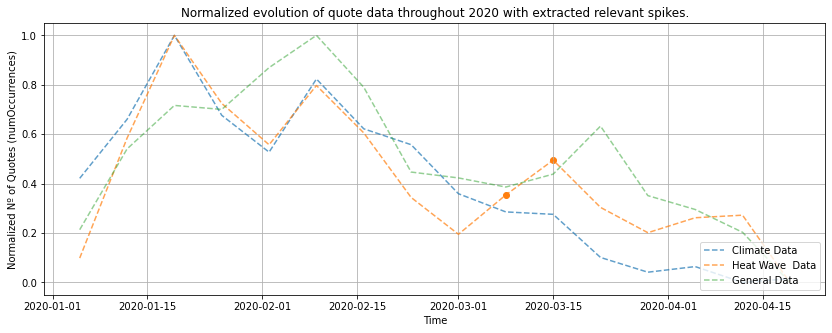 Normalized evolution of quote data throughout 2020 with extracted relevant spikes.
Normalized Nº of Quotes (numOccurrences)
1.0
0.8
0.6
0.4
0.2
0.0
Climate Data
Heat Wave  Data
General Data
2020-01-01 2020-01-15 2020-02-01 2020-02-15 2020-03-01 2020-03-15 2020-04-01 2020-04-15
Time